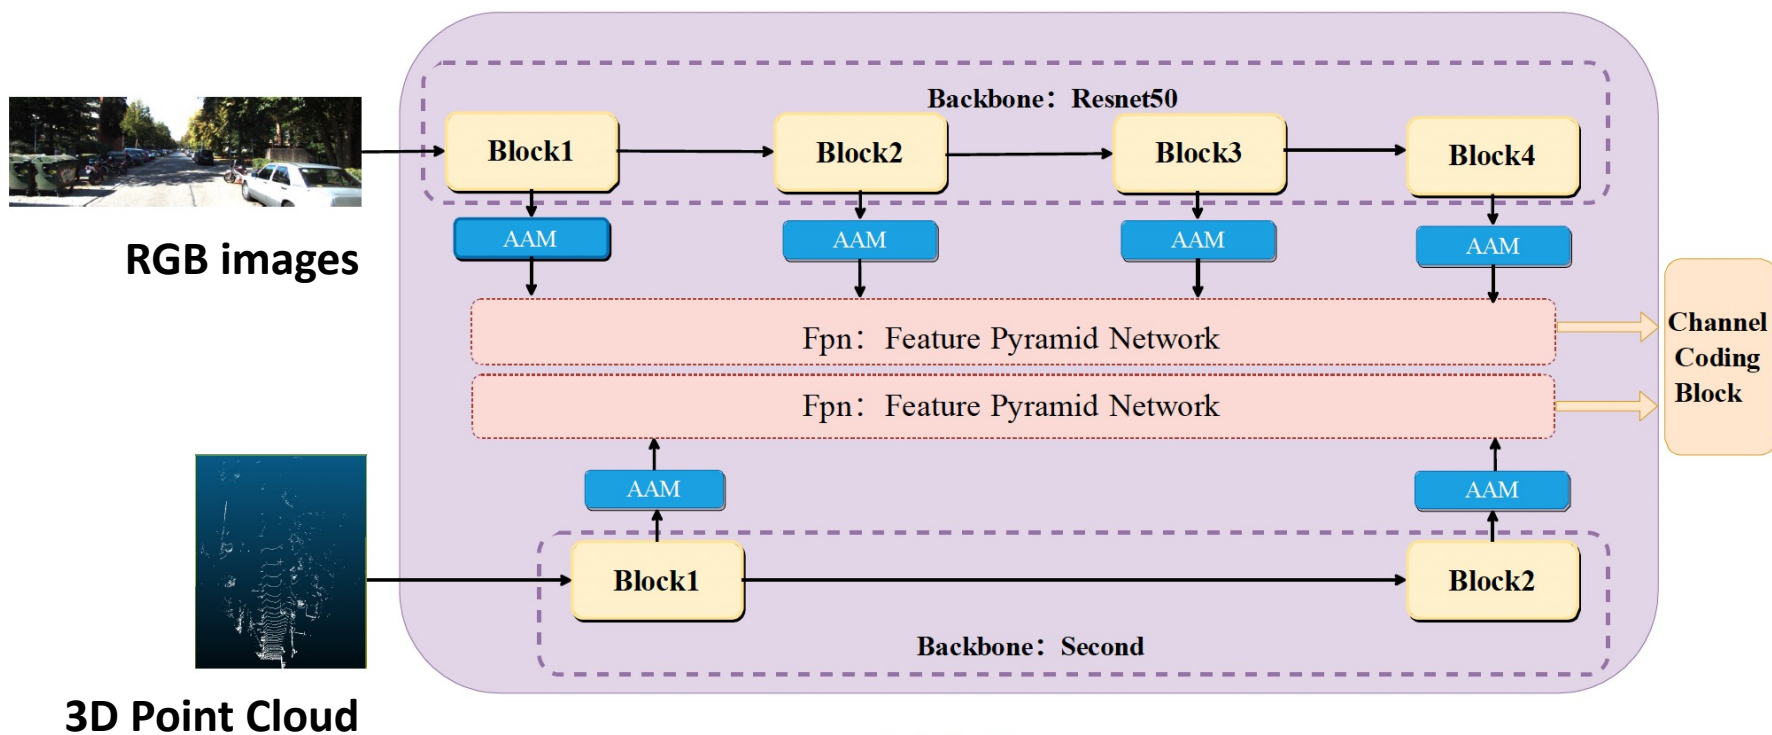 Backbone：Resnet50
Block1
Block2
Block3
Block4
AAM
AAM
AAM
AAM
RGB images
Fpn：Feature Pyramid Network
Fpn：Feature Pyramid Network
Channel
Coding
Block
AAM
AAM
Block1
Block2
Backbone：Second
3D Point Cloud